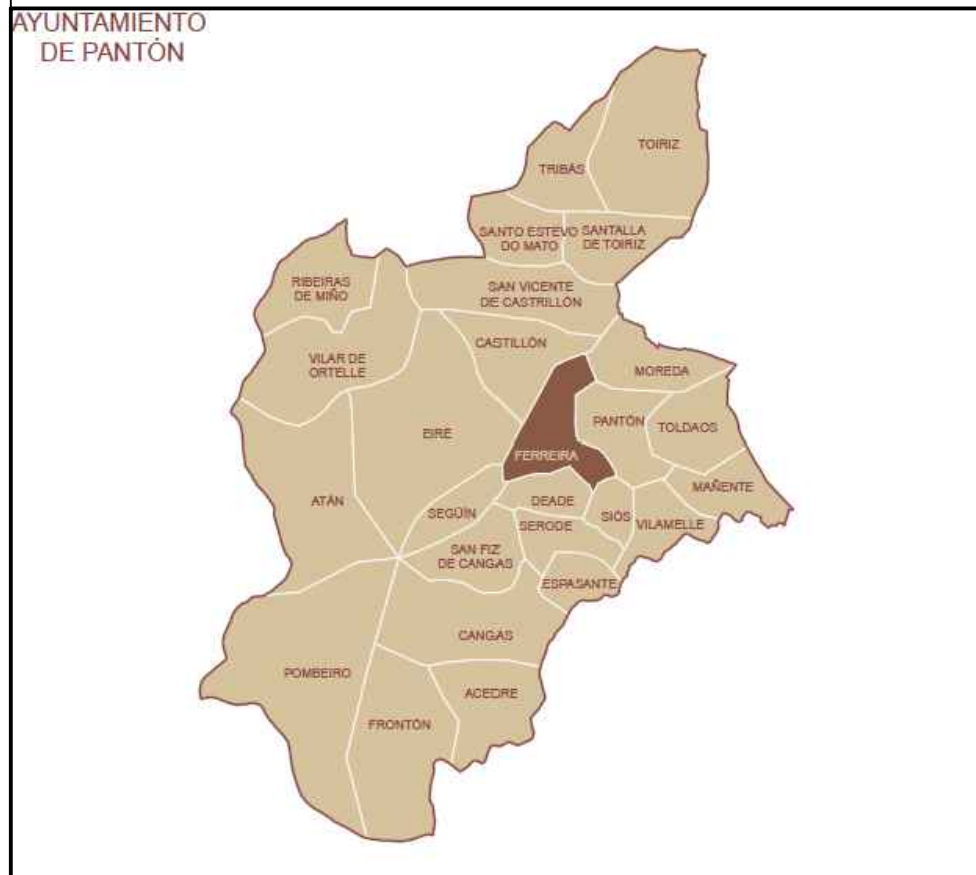 AYUNTAMIENTO
DE PANTÓN
TOIRIZ
TRIBÁS
SANTO ESTEVO
DO MATO
SANTALLA
DE TOIRIZ
RIBEIRAS
DE MIÑO
SAN VICENTE
DE CASTRILLÓN
CASTILLÓN
VILAR DE
ORTELLE
MOREDA
PANTÓN
TOLDAOS
EIRÉ
FERREIRA
MAÑENTE
ATÁN
SEGÜÍN
DEADE
SIÓS
VILAMELLE
SERODE
SAN FIZ
DE CANGAS
ESPASANTE
CANGAS
POMBEIRO
ACEDRE
FRONTÓN